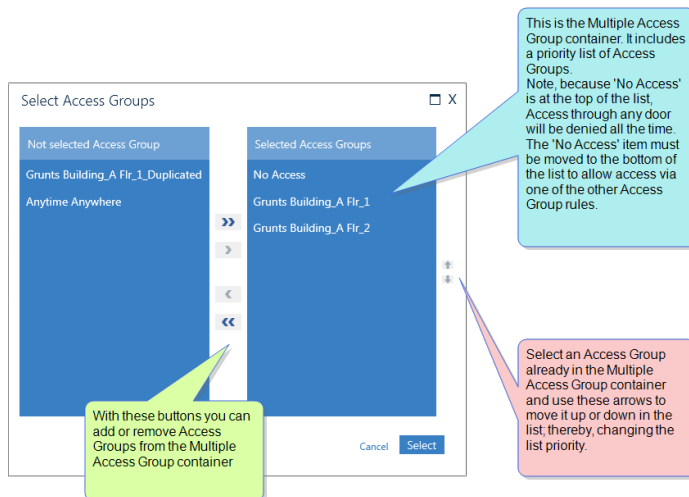 This is the Multiple Access
Group container. It includes
a priority list of Access
Groups.
Note, because 'No Access'
is at the top of the list,
Access through any door
will be denied all the time.
The 'No Access' item must
be moved to the bottom of
the list to allow access via
one of the other Access
Group rules.
Select Access Groups
X
Not selected Access Group
Grunts Building_A Flr_1_Duplicated
Anytime Anywhere
Selected Access Groups
No Access
Grunts Building_A Flr_1
Grunts Building_A Flr_2
With these buttons you can
add or remove Access
Groups from the Multiple
Access Group container
Select an Access Group
already in the Multiple
Access Group container
and use these arrows to
move it up or down in the
list; thereby, changing the
list priority.
Cancel
Select